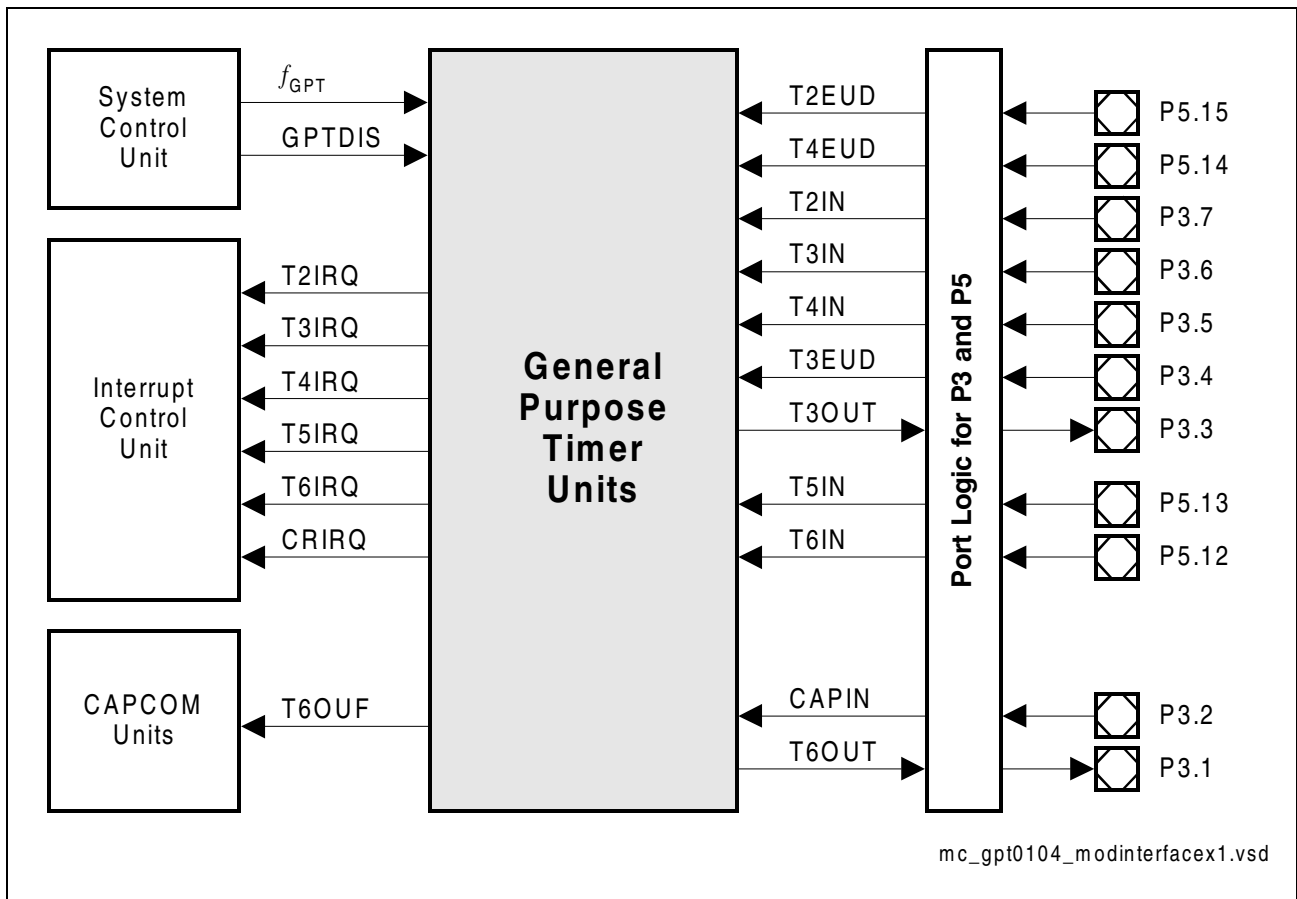 System
Control
Unit
f GPT
GPTDIS
Interrupt
Control
Unit
T2IRQ
T3IRQ
T4IRQ
T5IRQ
T6IRQ
CRIRQ
CAPCOM
Units
T6OUF
General
Purpose
Timer
Units
T2EUD
T4EUD
T2IN
T3IN
T4IN
T3EUD
T3OUT
T5IN
T6IN
CAPIN
T6OUT
Port Logic for P3 and P5
P5.15
P5.14
P3.7
P3.6
P3.5
P3.4
P3.3
P5.13
P5.12
P3.2
P3.1
mc_gpt0104_modinterfacex1.vsd